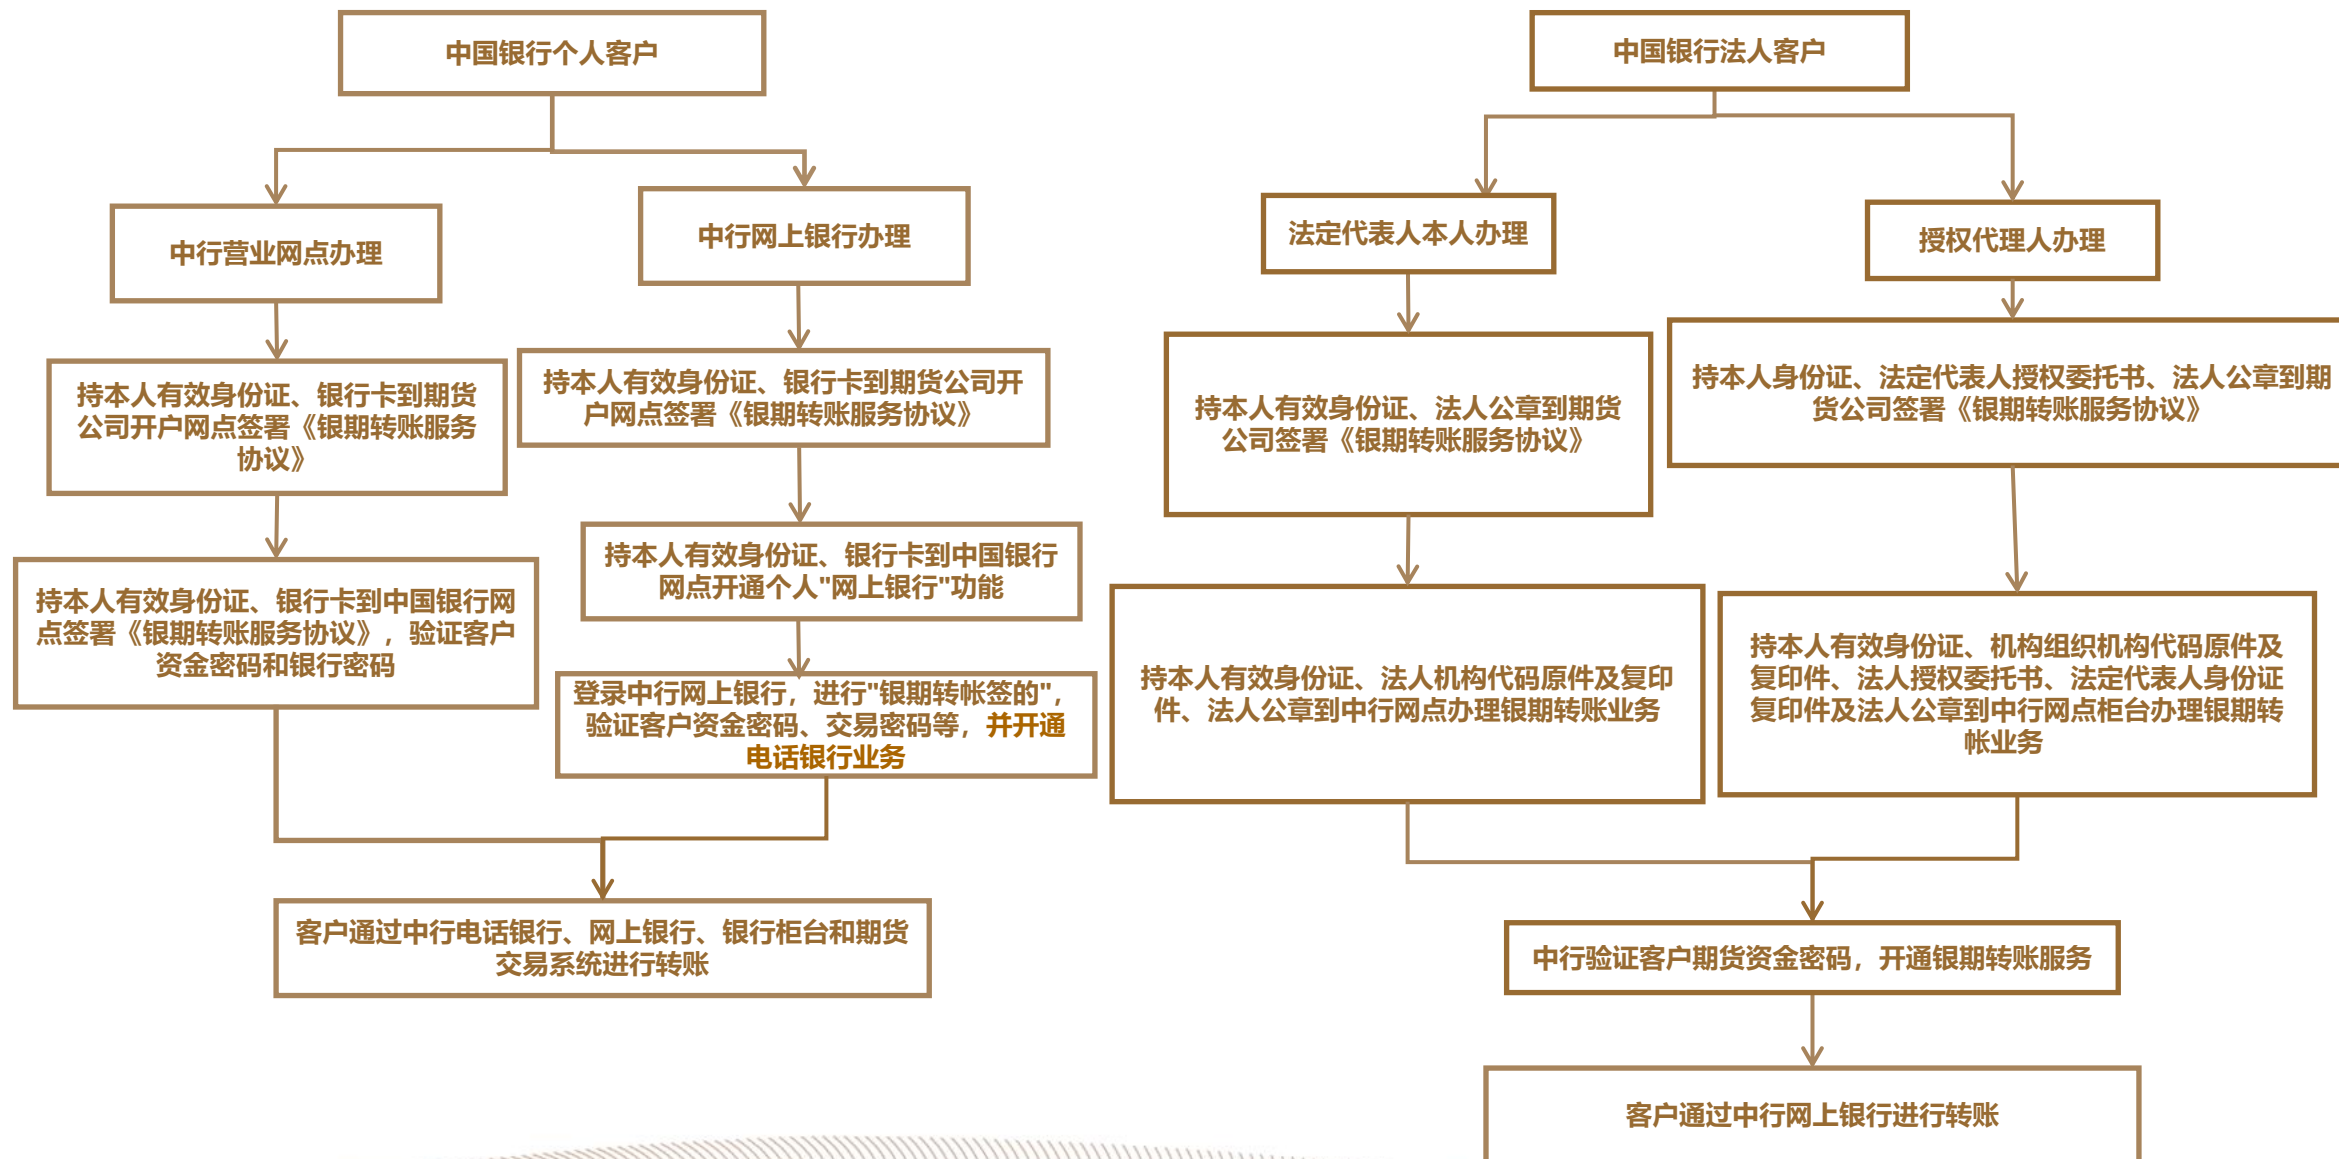 中国银行个人客户
中行营业网点办理
中行网上银行办理
持本人有效身份证、银行卡到期货
公司开户网点签署《银期转账服务
协议》
持本人有效身份证、银行卡到期货公司开
户网点签署《银期转账服务协议》
持本人有效身份证、银行卡到中国银行网
点签署《银期转账服务协议》，验证客户
资金密码和银行密码
持本人有效身份证、银行卡到中国银行
网点开通个人"网上银行"功能
登录中行网上银行，进行"银期转帐签的"，
验证客户资金密码、交易密码等，并开通
电话银行业务
客户通过中行电话银行、网上银行、银行柜台和期货
交易系统进行转账
中国银行法人客户
法定代表人本人办理
授权代理人办理
持本人有效身份证、法人公章到期货
公司签署《银期转账服务协议》
持本人身份证、法定代表人授权委托书、法人公章到期
货公司签署《银期转账服务协议》
持本人有效身份证、法人机构代码原件及复印
件、法人公章到中行网点办理银期转账业务
持本人有效身份证、机构组织机构代码原件及
复印件、法人授权委托书、法定代表人身份证
复印件及法人公章到中行网点柜台办理银期转
帐业务
中行验证客户期货资金密码，开通银期转账服务
客户通过中行网上银行进行转账